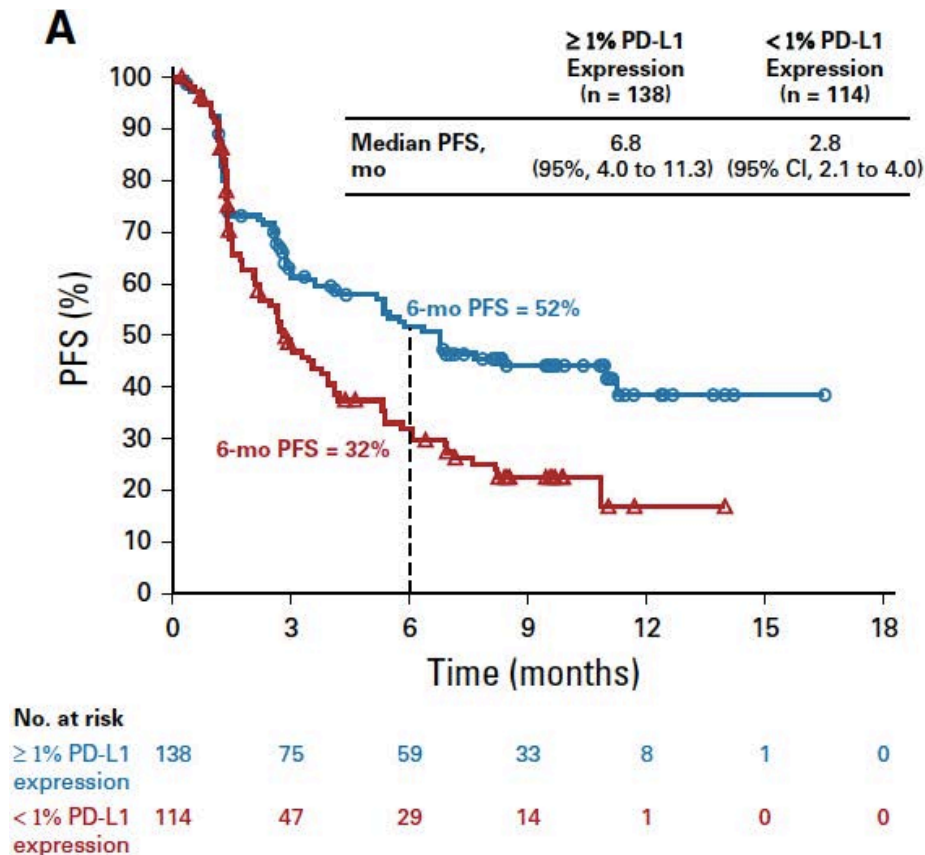 A
≥ 1% PD-L1 < 1% PD-L1
Expression Expression
(n = 138) (n = 114)
Median PFS, 6.8 2.8
mo (95%, 4.0 to 11.3) (95% CI, 2.1 to 4.0)
100
90
80
70
60
50
40
30
20
10
0
PFS (%)
6-mo PFS = 52%
6-mo PFS = 32%
0 3 6 9 12 15 18
Time (months)
No. at risk
≥ 1% PD-L1 138 75 59 33 8 1 0
expression
< 1% PD-L1 114 47 29 14 1 0 0
expression